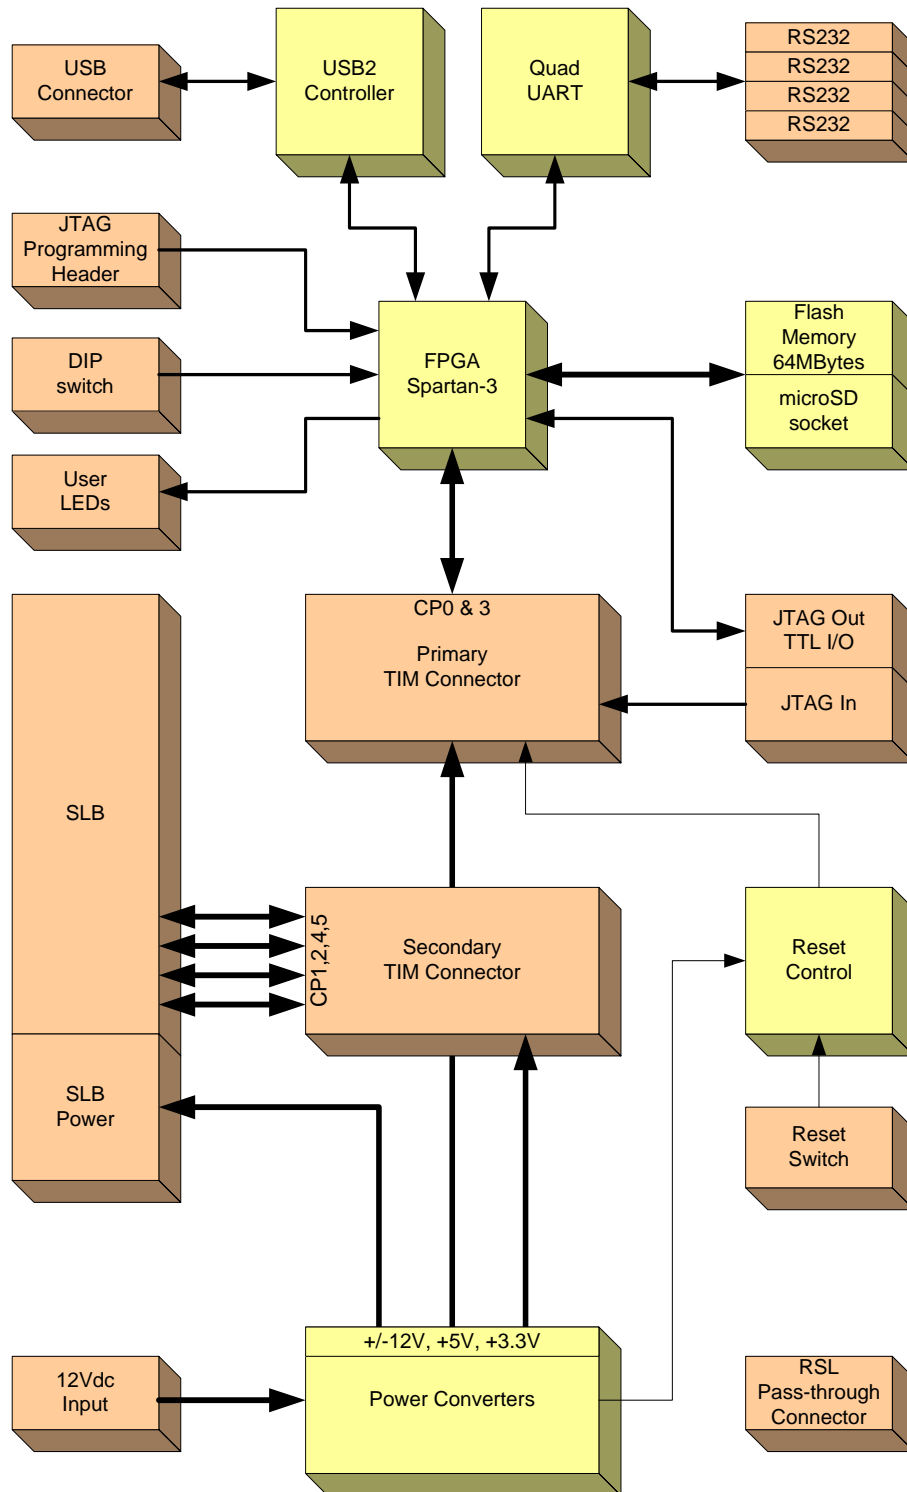 USB
Connector
USB2
Controller
Quad
UART
RS232
RS232
RS232
RS232
JTAG
Programming
Header
DIP
switch
User
LEDs
FPGA
Spartan-3
Flash
Memory
64MBytes
microSD
socket
CP0 & 3
Primary
TIM Connector
JTAG Out
TTL I/O
JTAG In
SLB
CP1,2,4,5
Secondary
TIM Connector
Reset
Control
SLB
Power
Reset
Switch
+/-12V, +5V, +3.3V
Power Converters
12Vdc
Input
RSL
Pass-through
Connector